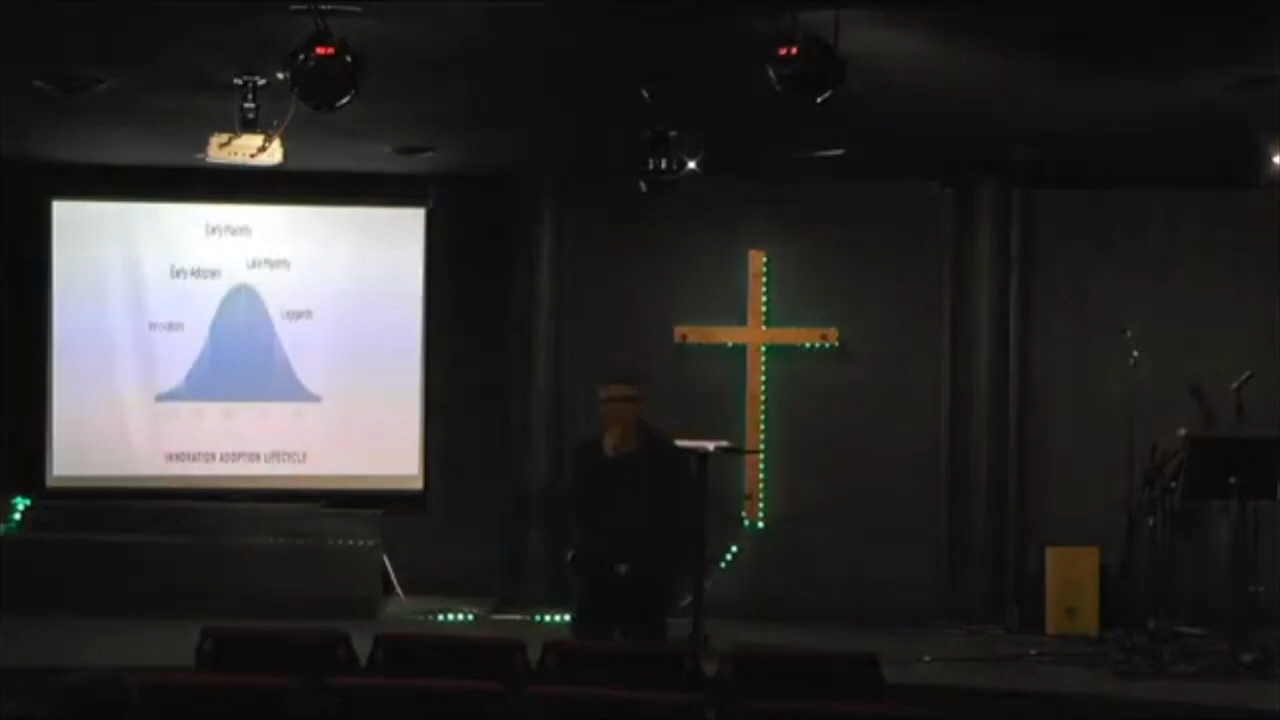 Early Majority
Late Majority
Early Adopters
Laggards
Innovators
INNOVATION ADOPTION LIFECYCLE